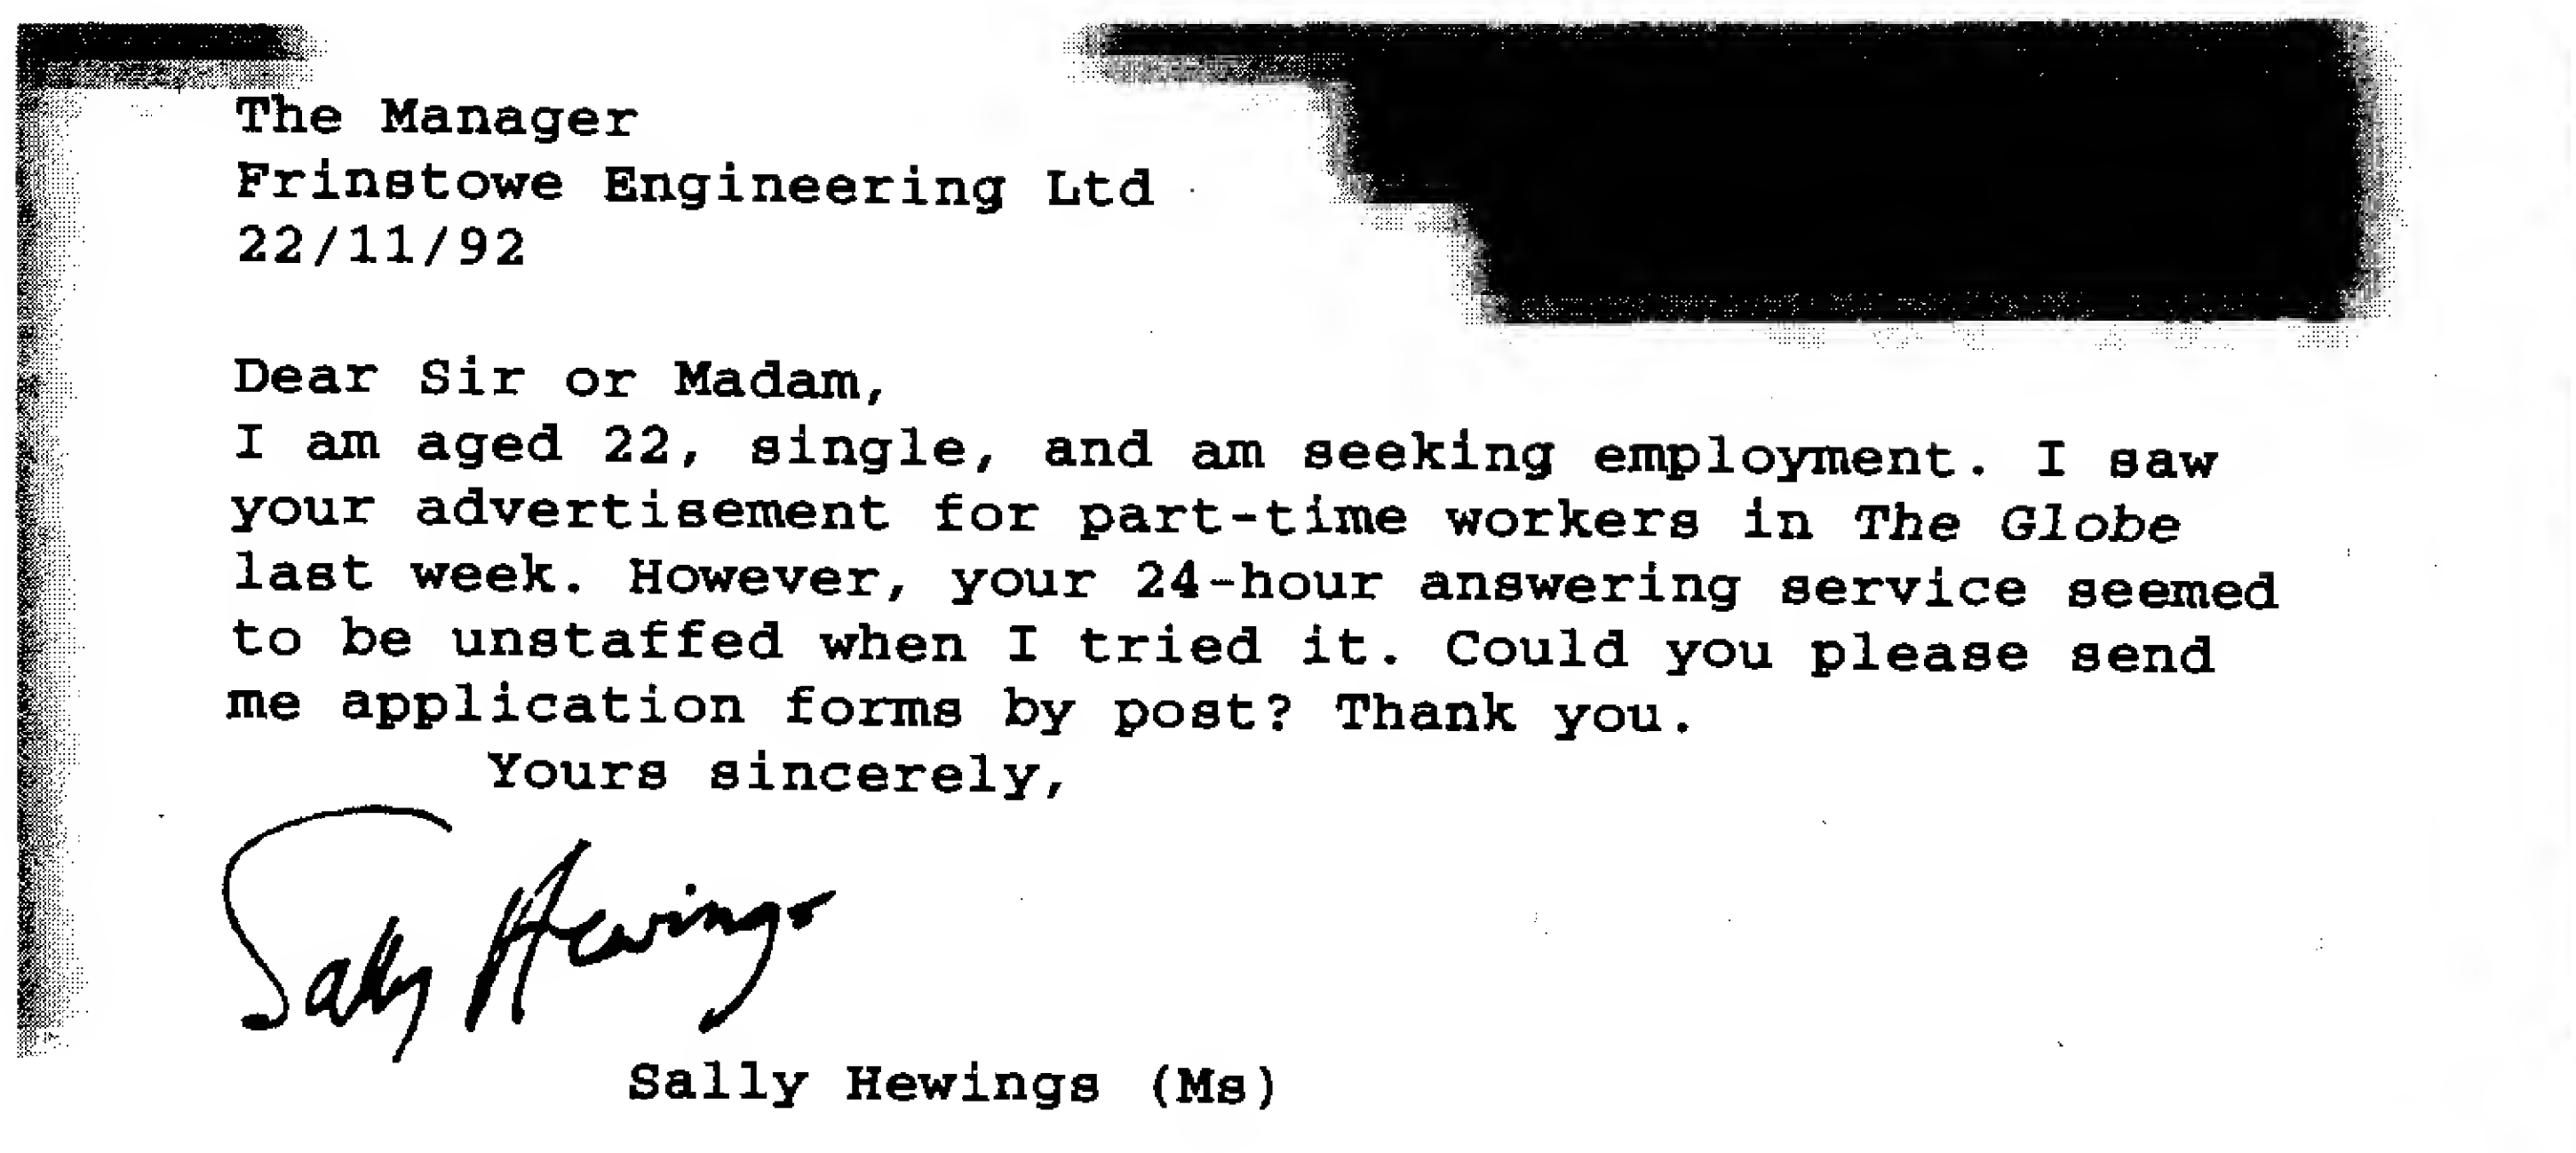 The Manager
Frinstowe Engineering Ltd
22/11/92
Dear Sir or Madam,
I am aged 22, single, and am seeking employment. I saw
your advertisement for part-time workers in The Globe
last week. However, your 24-hour answering service seemed
to be unstaffed when I tried it. Could you please send
me application forms by post? Thank you.
Yours sincerely,
Sally Hewings
Sally Hewings (Ms)